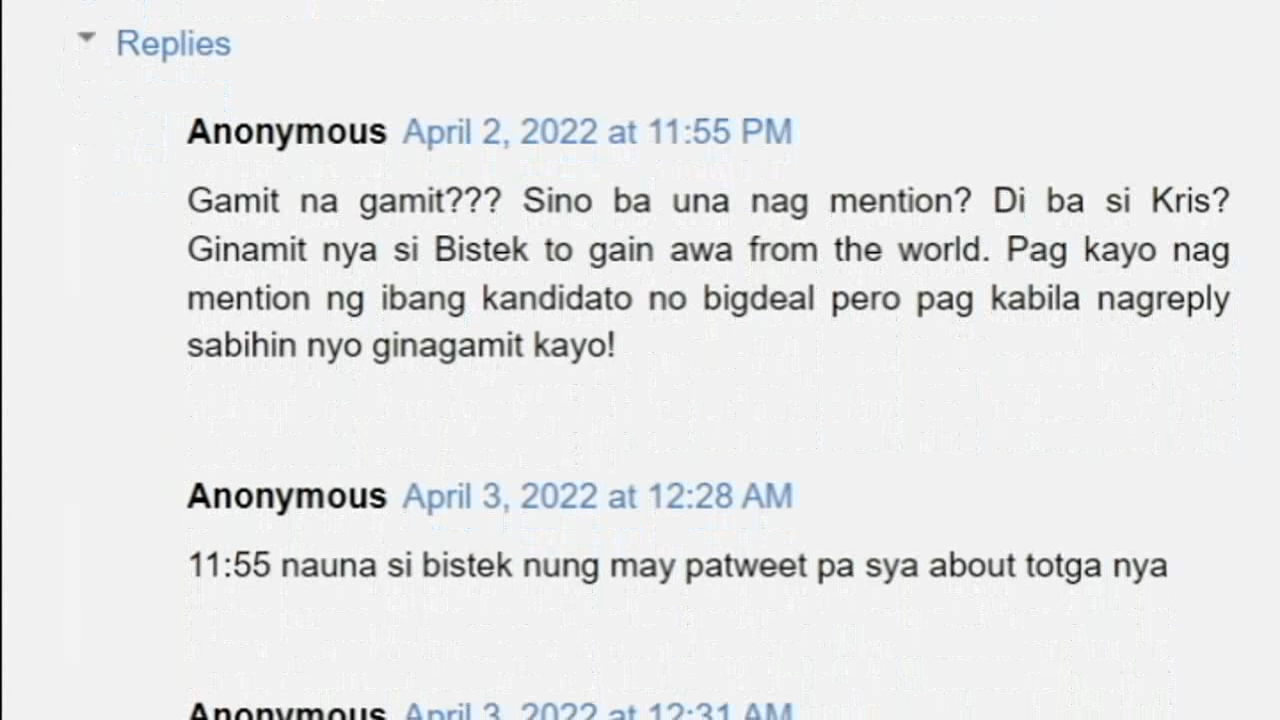 Replies
Anonymous April 2, 2022 at 11:55 PM
Gamit na gamit??? Sino ba una nag mention? Di ba si Kris?
Ginamit nya si Bistek to gain awa from the world. Pag kayo nag
mention ng ibang kandidato no bigdeal pero pag kabila nagreply
sabihin nyo ginagamit kayo!
Anonymous April 3, 2022 at 12:28 AM
11:55 nauna si bistek nung may patweet pa sya about totga nya
Anonymous April 3, 2022 at 12:31 AM